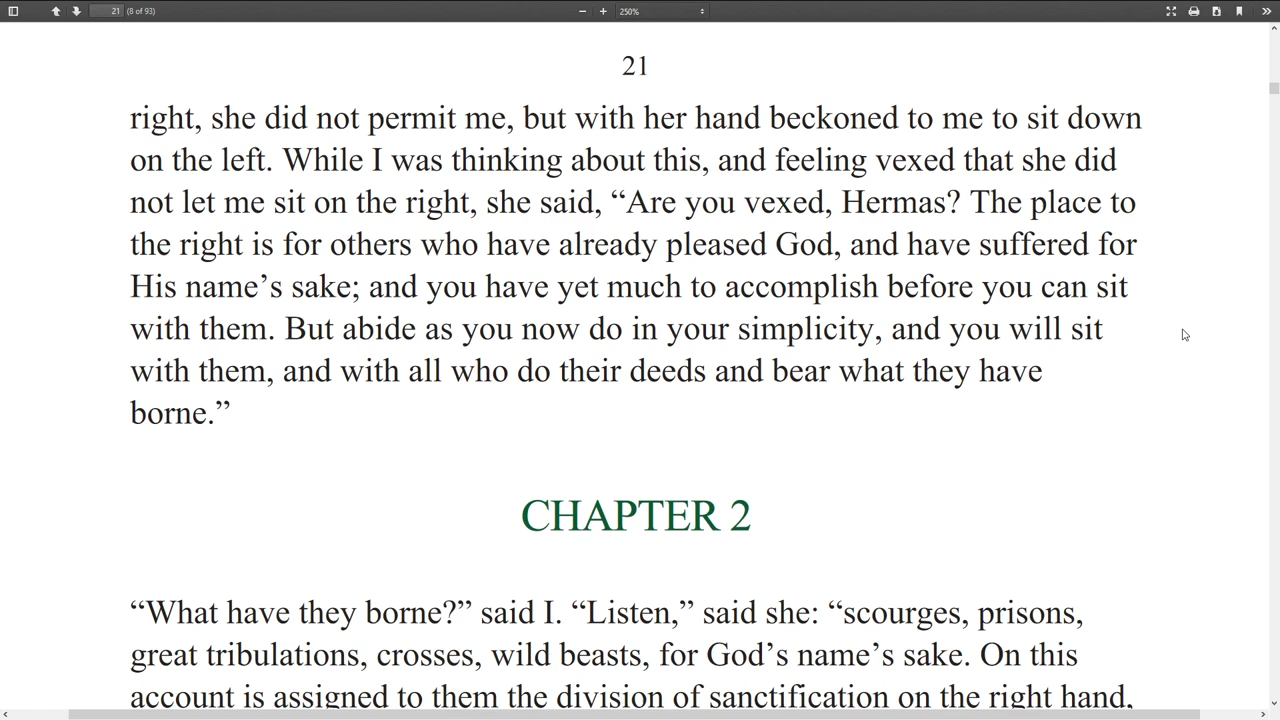 21 (8 of 93) 250%
21
right, she did not permit me, but with her hand beckoned to me to sit down
on the left. While I was thinking about this, and feeling vexed that she did
not let me sit on the right, she said, “Are you vexed, Hermas? The place to
the right is for others who have already pleased God, and have suffered for
His name’s sake; and you have yet much to accomplish before you can sit
with them. But abide as you now do in your simplicity, and you will sit
with them, and with all who do their deeds and bear what they have
borne.”
CHAPTER 2
“What have they borne?” said I. “Listen,” said she: “scourges, prisons,
great tribulations, crosses, wild beasts, for God’s name’s sake. On this
account is assigned to them the division of sanctification on the right hand,